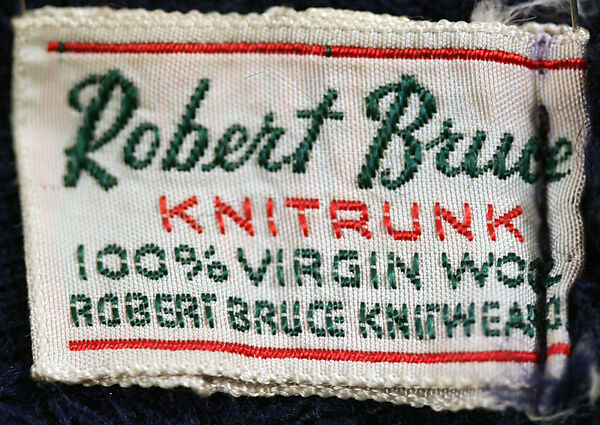 Robert Bruce
KNITRUNK
100% VIRGIN WOOL
ROBERT BRUCE KNITWEAR